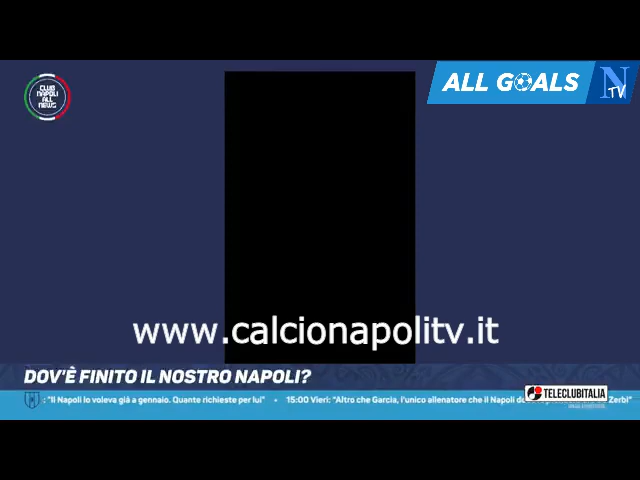 CLUB
NAPOLI
ALL
NEWS
ALL GOALS
N
TV
www.calcionapolitv.it
DOV'È FINITO IL NOSTRO NAPOLI?
: "Il Napoli lo voleva già a gennaio. Quante richieste per lui" • 15:00 Vieri: "Altro che Garcia, l'unico allenatore che il Napoli Zerbi"
TELECLUBITALIA